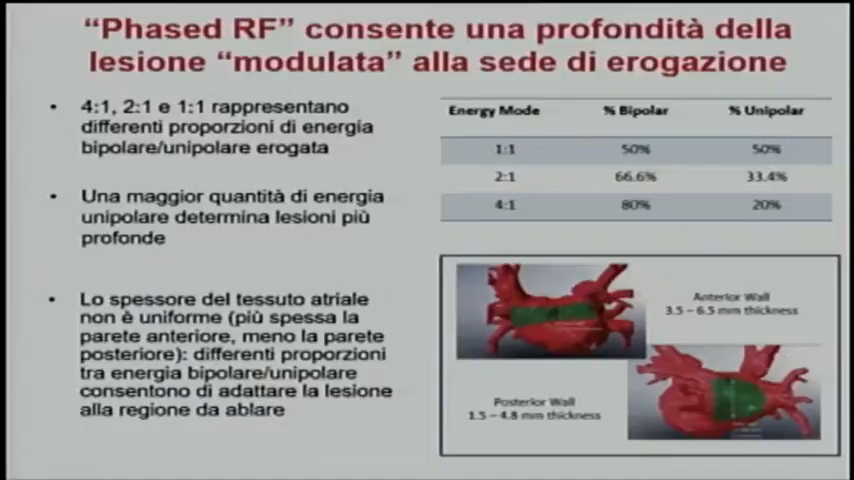 “Phased RF” consente una profondità della
lesione “modulata” alla sede di erogazione
• 4:1, 2:1 e 1:1 rappresentano
differenti proporzioni di energia
bipolare/unipolare erogata
• Una maggior quantità di energia
unipolare determina lesioni più
profonde
• Lo spessore del tessuto atriale
non è uniforme (più spessa la
parete anteriore, meno la parete
posteriore): differenti proporzioni
tra energia bipolare/unipolare
consentono di adattare la lesione
alla regione da ablare
Energy Mode % Bipolar % Unipolar
1:1 50% 50%
2:1 66.6% 33.4%
4:1 80% 20%
Anterior Wall
3.5 – 6.5 mm thickness
Posterior Wall
1.5 – 4.8 mm thickness